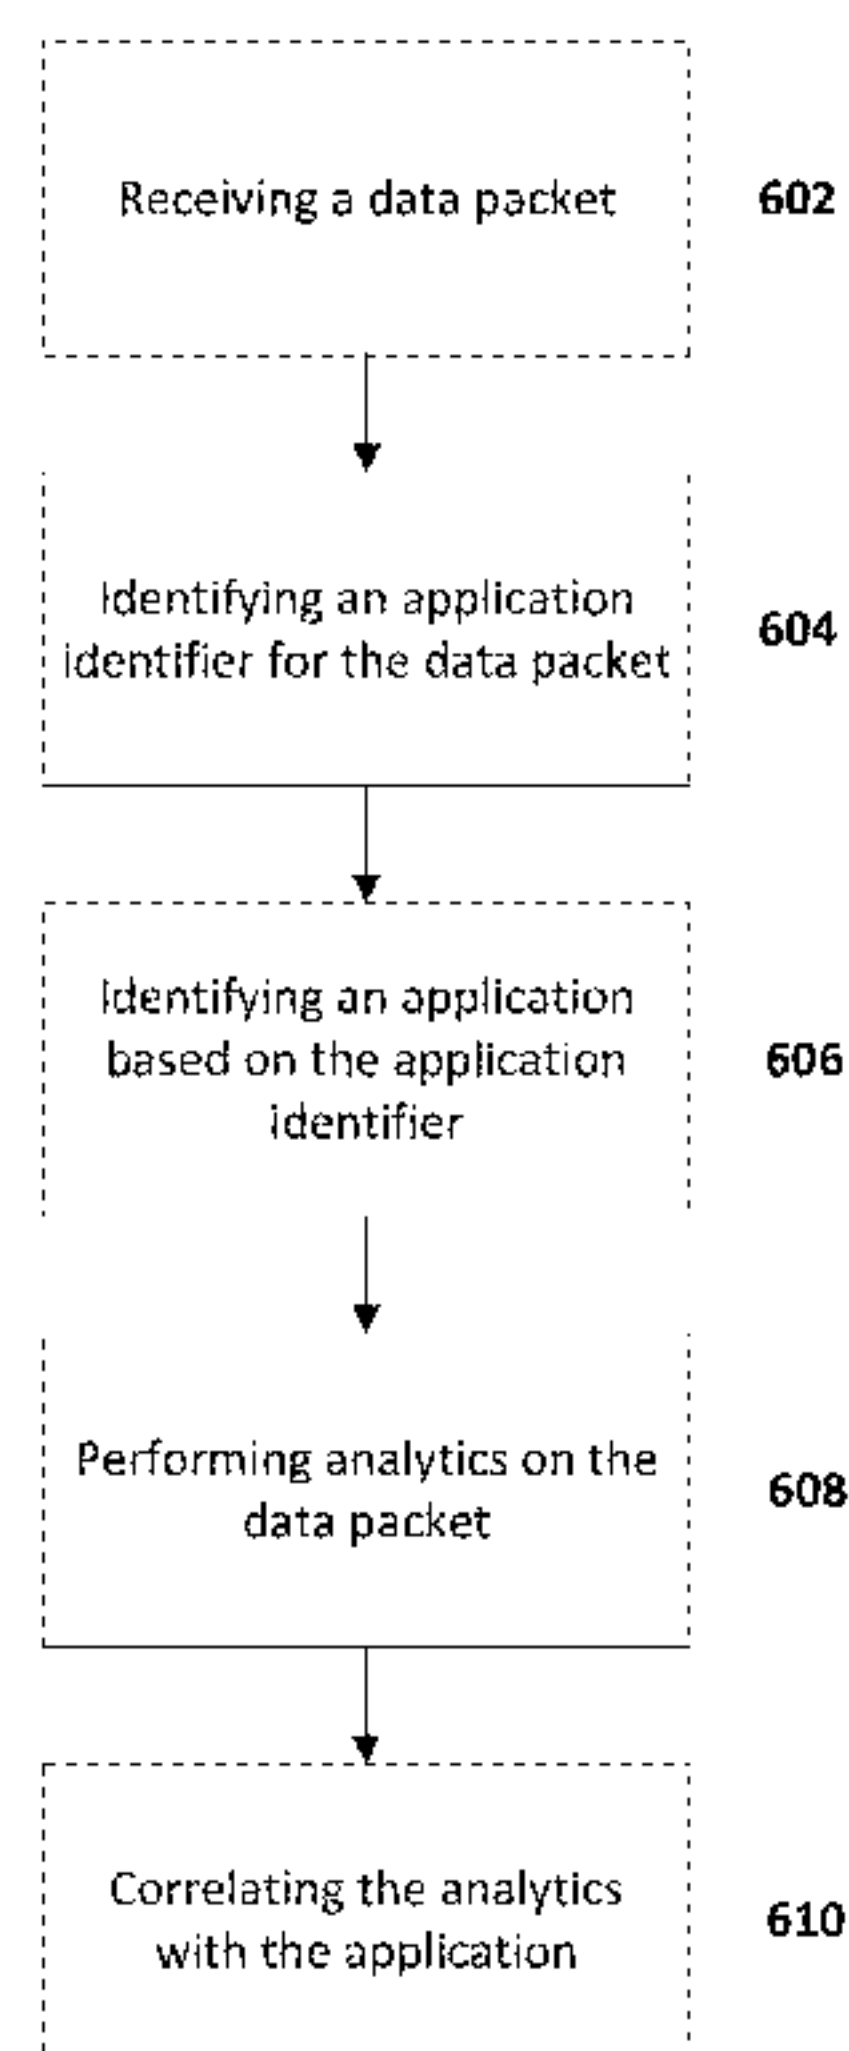 Receiving a data packet
602
Identifying an application
identifier for the data packet
604
Identifying an application
based on the application
identifier
606
Performing analytics on the
data packet
608
Correlating the analytics
with the application
610